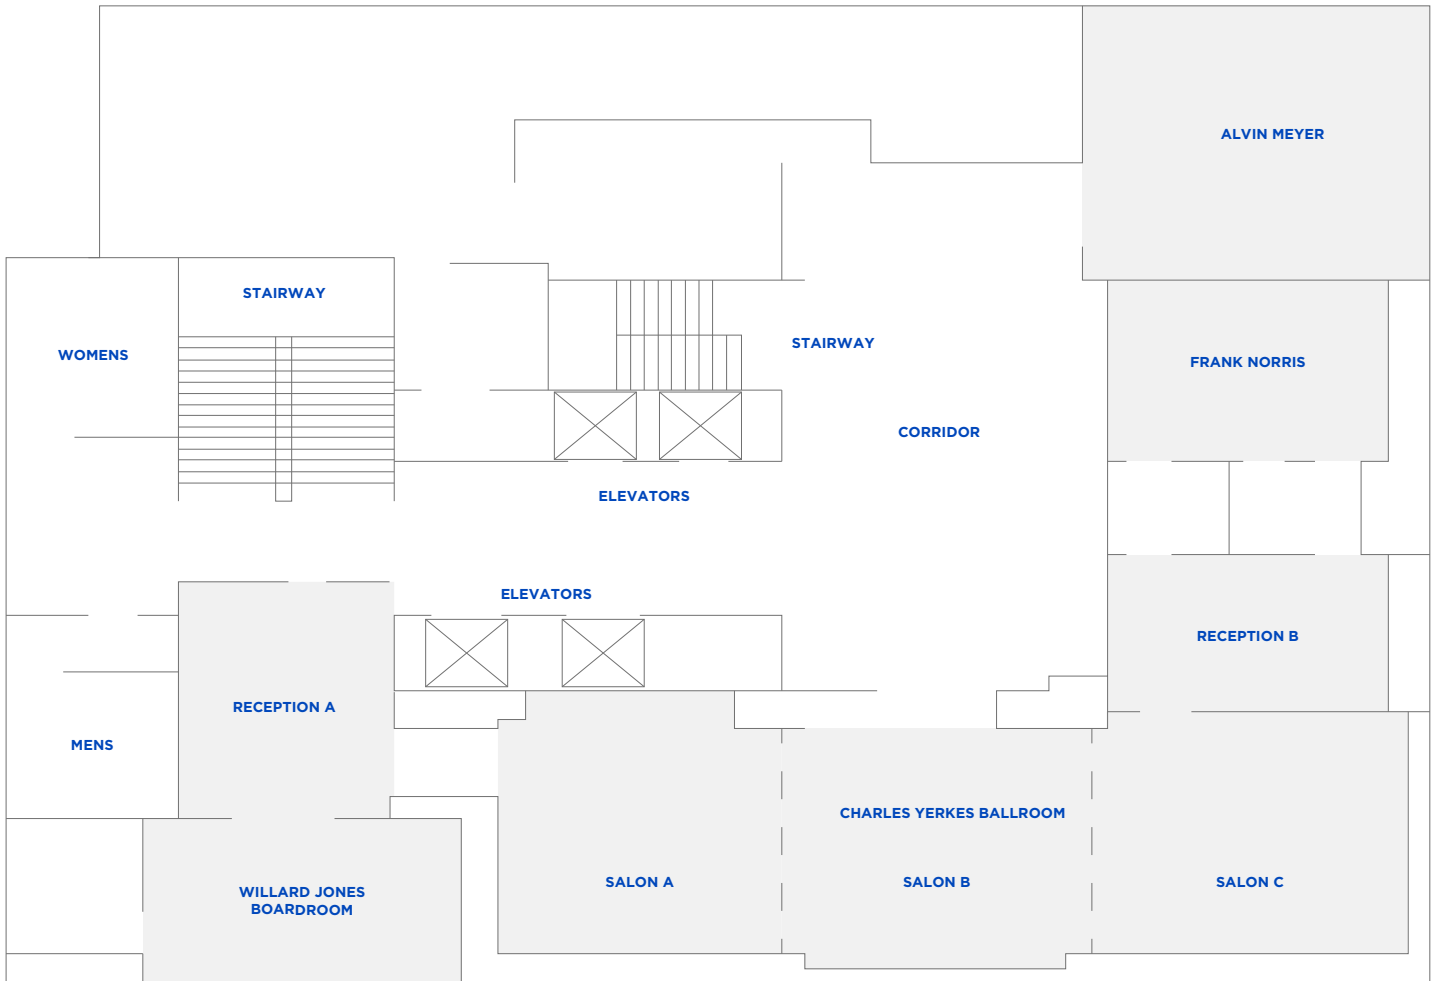 ALVIN MEYER
STAIRWAY
STAIRWAY
WOMENS
FRANK NORRIS
CORRIDOR
ELEVATORS
ELEVATORS
RECEPTION B
RECEPTION A
MENS
CHARLES YERKES BALLROOM
SALON A
SALON B
SALON C
WILLARD JONES
BOARDROOM